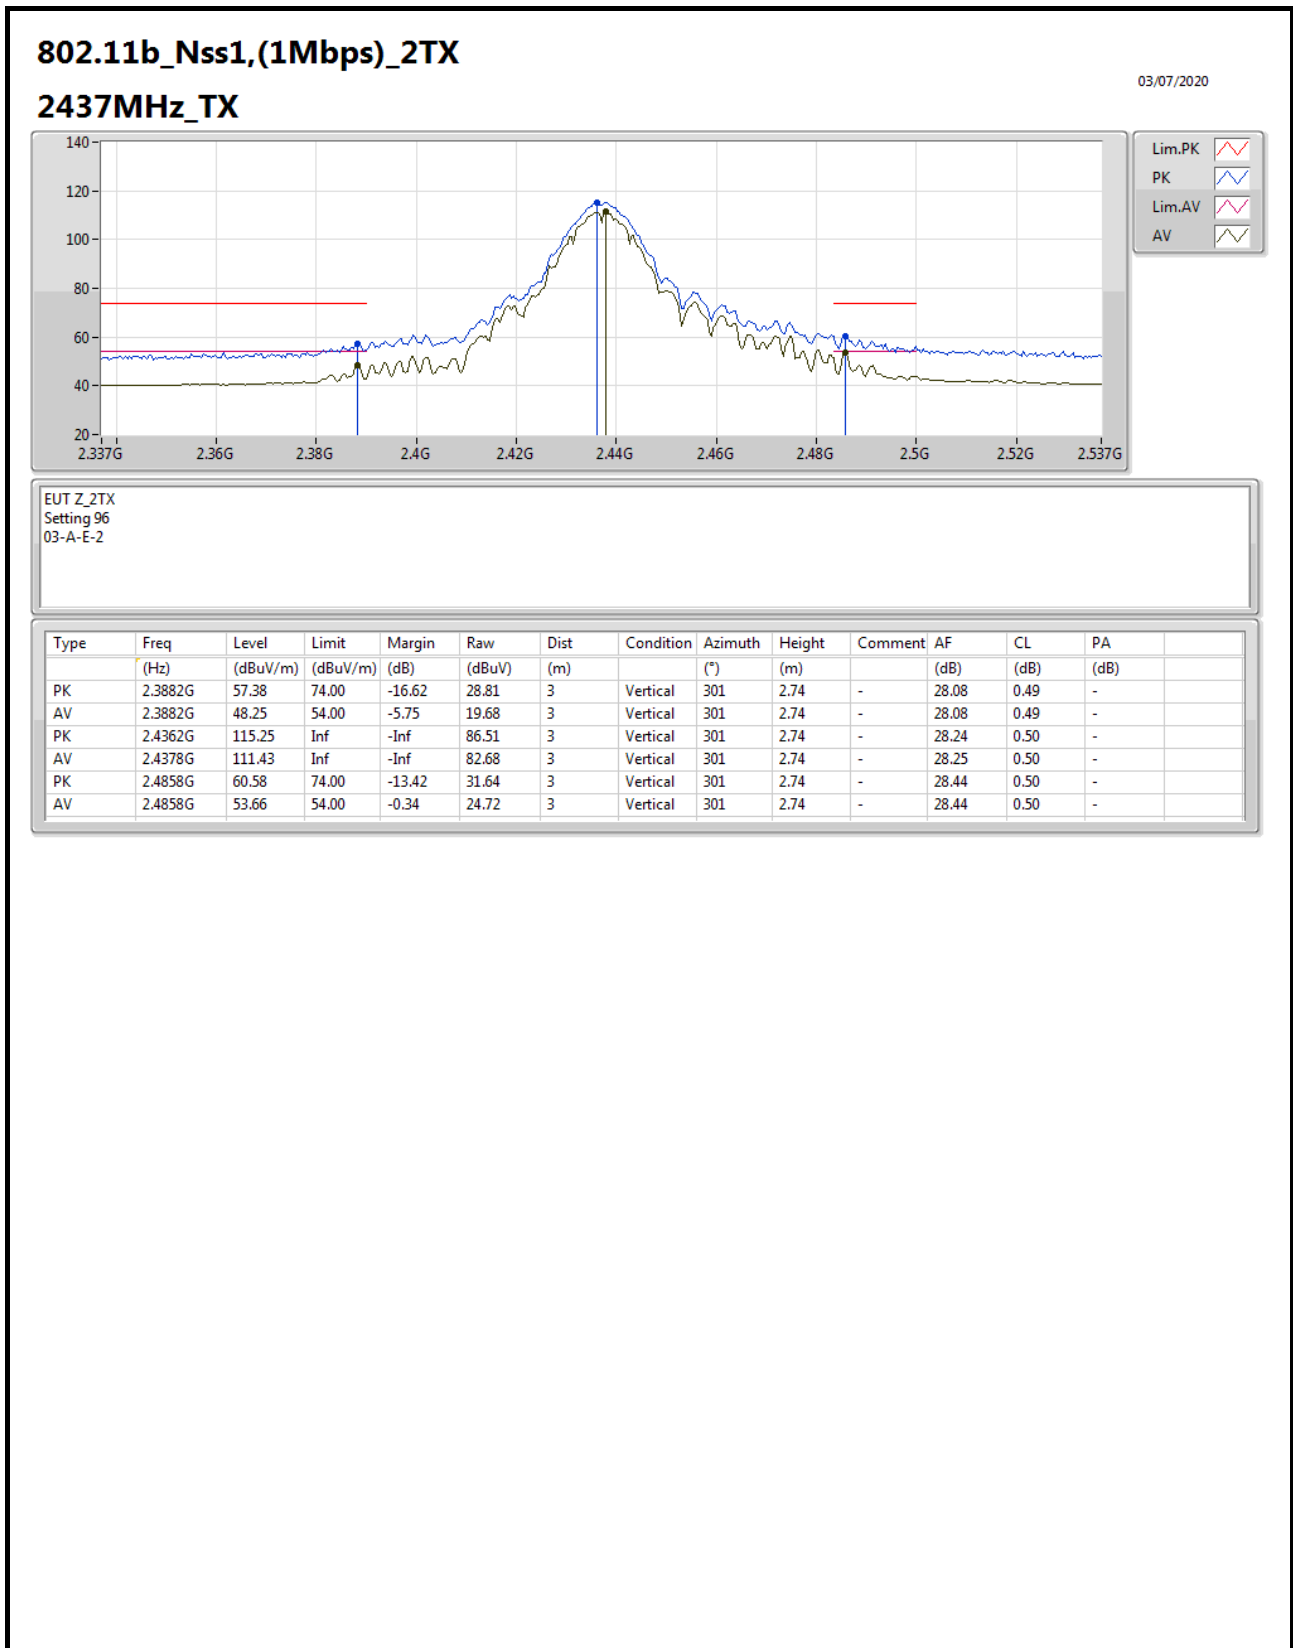 802.11b_Nss1,(1Mbps)_2TX
03/07/2020
2437MHz_TX
140
120
100
80
60
40
20
2.337G 2.36G 2.38G 2.4G 2.42G 2.44G 2.46G 2.48G 2.5G 2.52G 2.537G
Lim.PK
PK
Lim.AV
AV
EUT Z_2TX
Setting 96
03-A-E-2
Type Freq Level Limit Margin Raw Dist Condition Azimuth Height Comment AF CL PA
(Hz) (dBuV/m) (dBuV/m) (dB) (dBuV) (m) (°) (m) (dB) (dB) (dB)
PK 2.3882G 57.38 74.00 -16.62 28.81 3 Vertical 301 2.74 - 28.08 0.49 -
AV 2.3882G 48.25 54.00 -5.75 19.68 3 Vertical 301 2.74 - 28.08 0.49 -
PK 2.4362G 115.25 Inf -Inf 86.51 3 Vertical 301 2.74 - 28.24 0.50 -
AV 2.4378G 111.43 Inf -Inf 82.68 3 Vertical 301 2.74 - 28.25 0.50 -
PK 2.4858G 60.58 74.00 -13.42 31.64 3 Vertical 301 2.74 - 28.44 0.50 -
AV 2.4858G 53.66 54.00 -0.34 24.72 3 Vertical 301 2.74 - 28.44 0.50 -